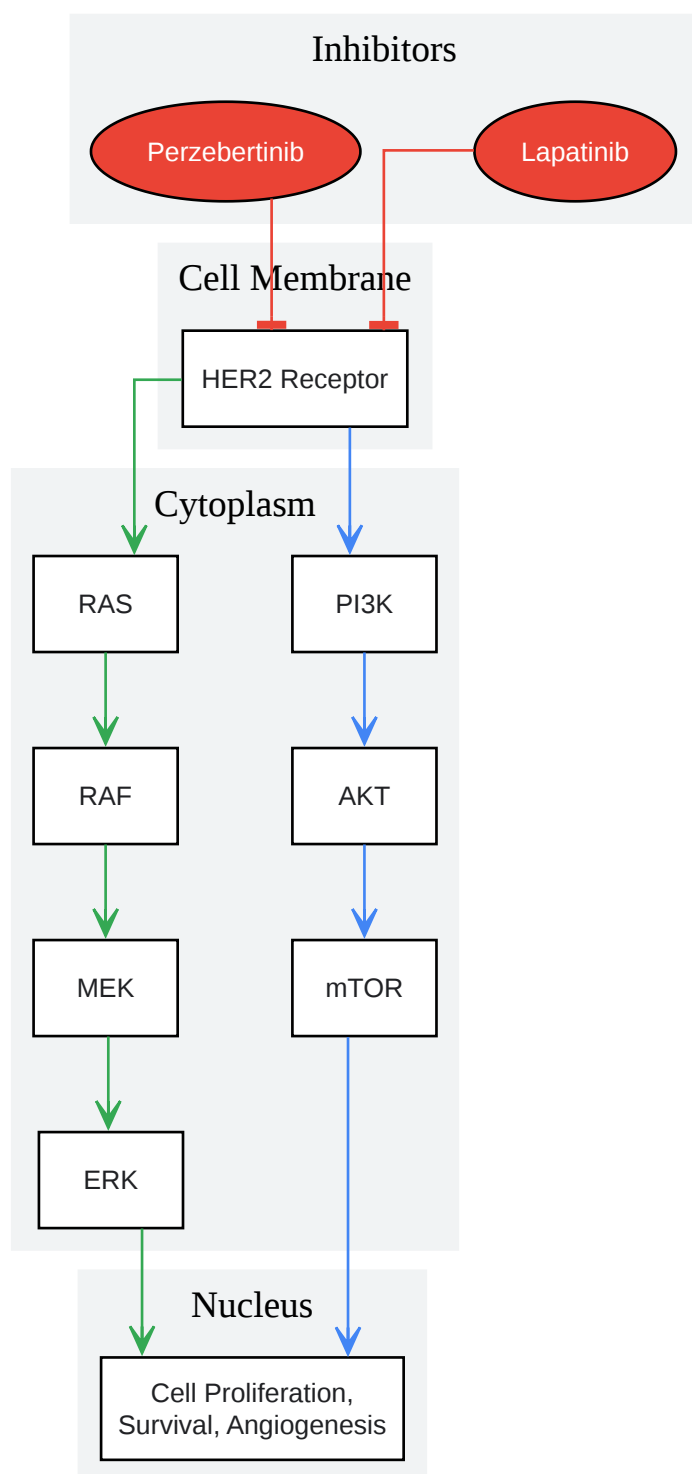 Inhibitors
Perzebertinib
Lapatinib
Cell Membrane
HER2 Receptor
Cytoplasm
RAS
PI3K
RAF
AKT
MEK
mTOR
ERK
Nucleus
Cell Proliferation,
Survival, Angiogenesis